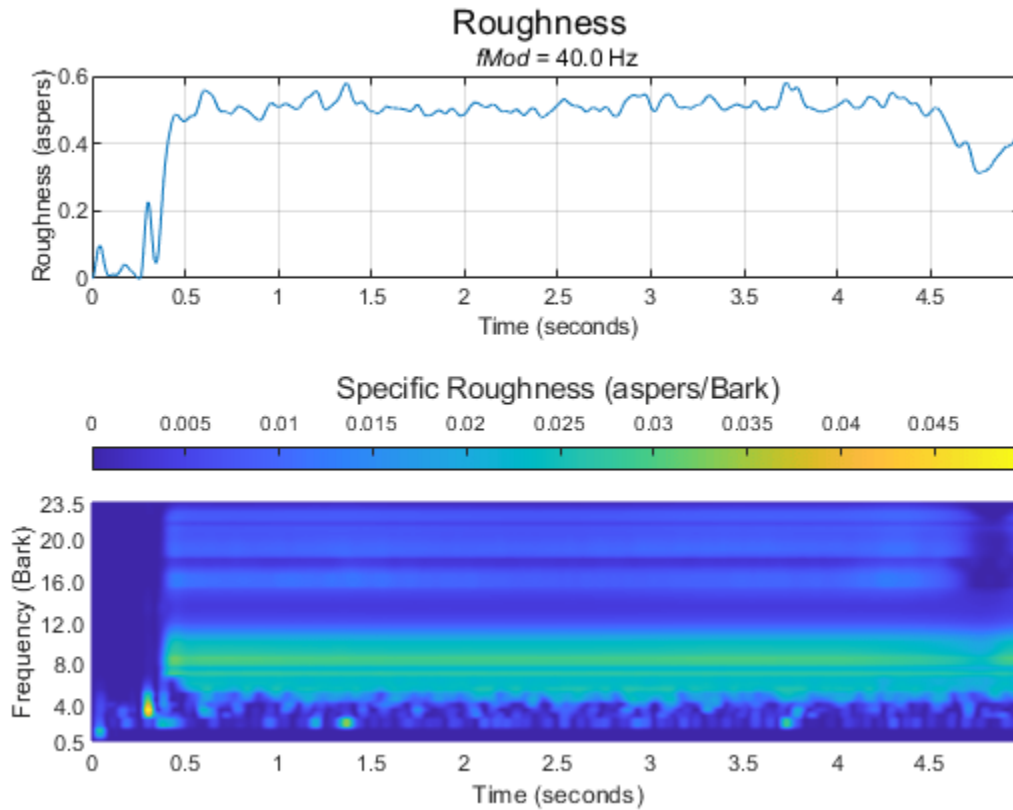 Roughness
fMod = 40.0 Hz
0.6
0.4
0.2
0
Roughness (aspers)
0 0.5 1 1.5 2 2.5 3 3.5 4 4.5
Time (seconds)
Specific Roughness (aspers/Bark)
0 0.005 0.01 0.015 0.02 0.025 0.03 0.035 0.04 0.045
23.5
20.0
16.0
12.0
8.0
4.0
0.5
Frequency (Bark)
0 0.5 1 1.5 2 2.5 3 3.5 4 4.5
Time (seconds)